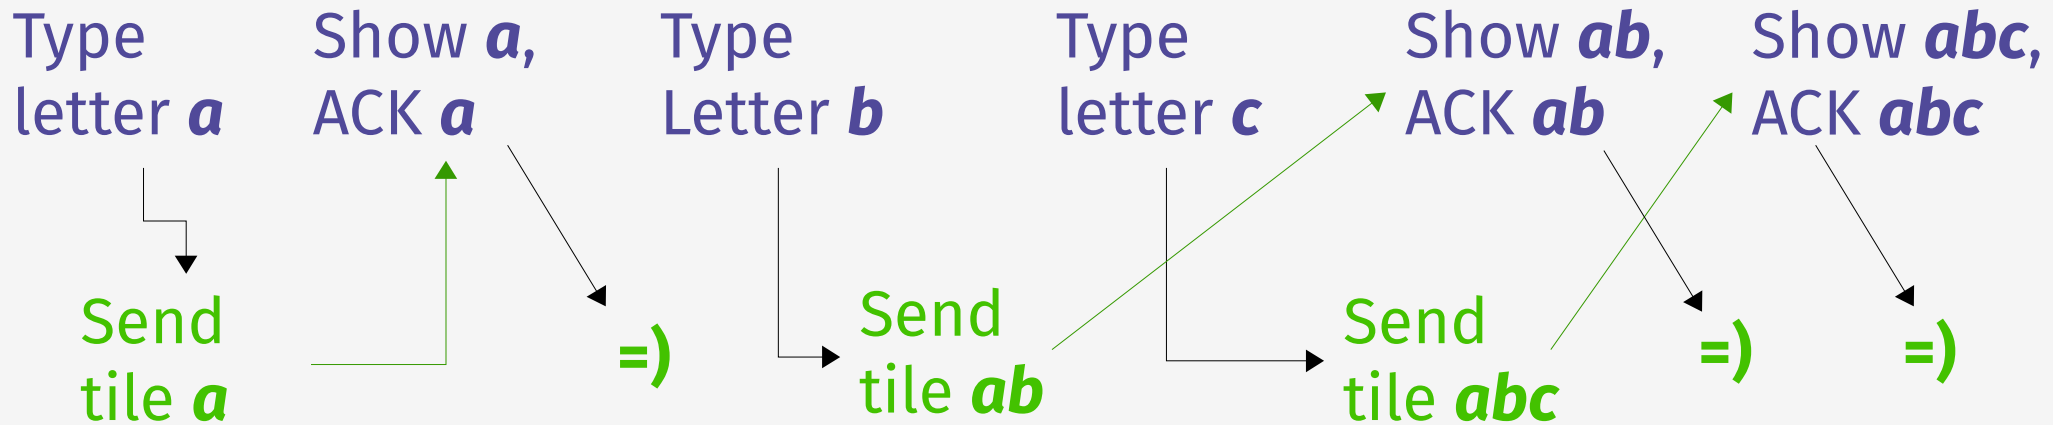 Type
letter a
Show a,
ACK a
Type
Letter b
Type
letter c
Show ab,
ACK ab
Show abc,
ACK abc
Send
tile a
=)
Send
tile ab
Send
tile abc
=)
=)